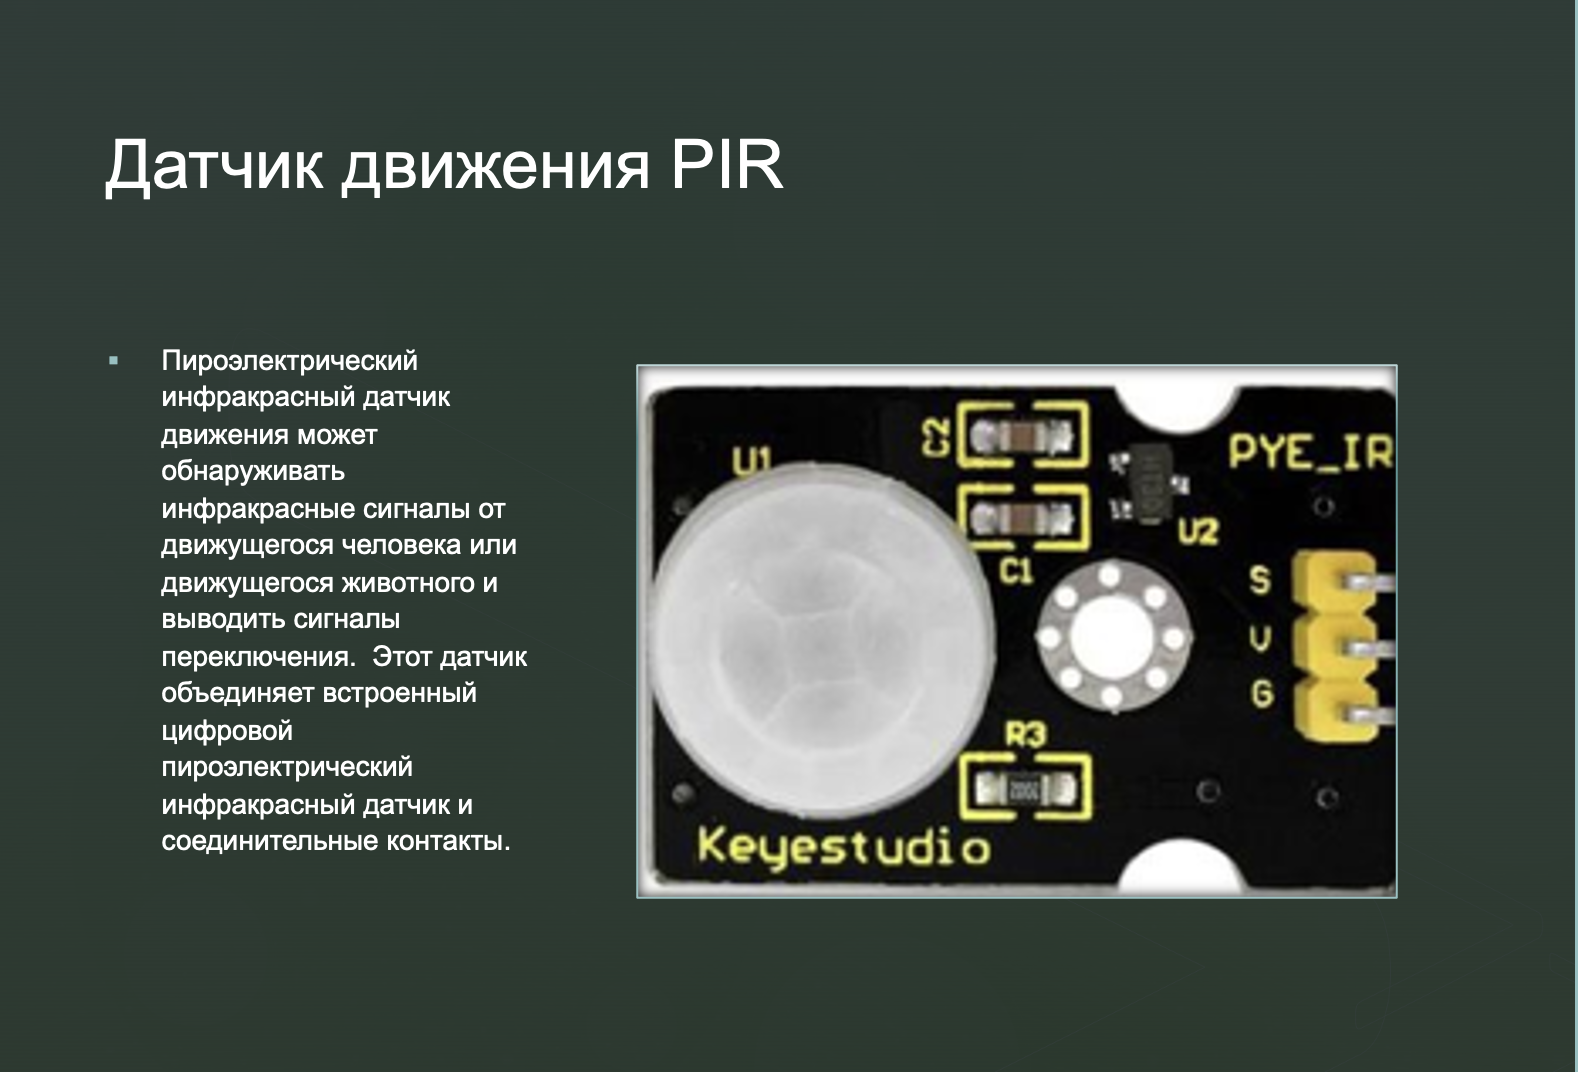 Датчик движения PIR
Пироэлектрический
инфракрасный датчик
движения может
обнаруживать
инфракрасные сигналы от
движущегося человека или
движущегося животного и
выводить сигналы
переключения.  Этот датчик
объединяет встроенный
цифровой
пироэлектрический
инфракрасный датчик и
соединительные контакты.
C2
U1
PYE_IR
U2
C1
S
V
G
R3
Keyestudio